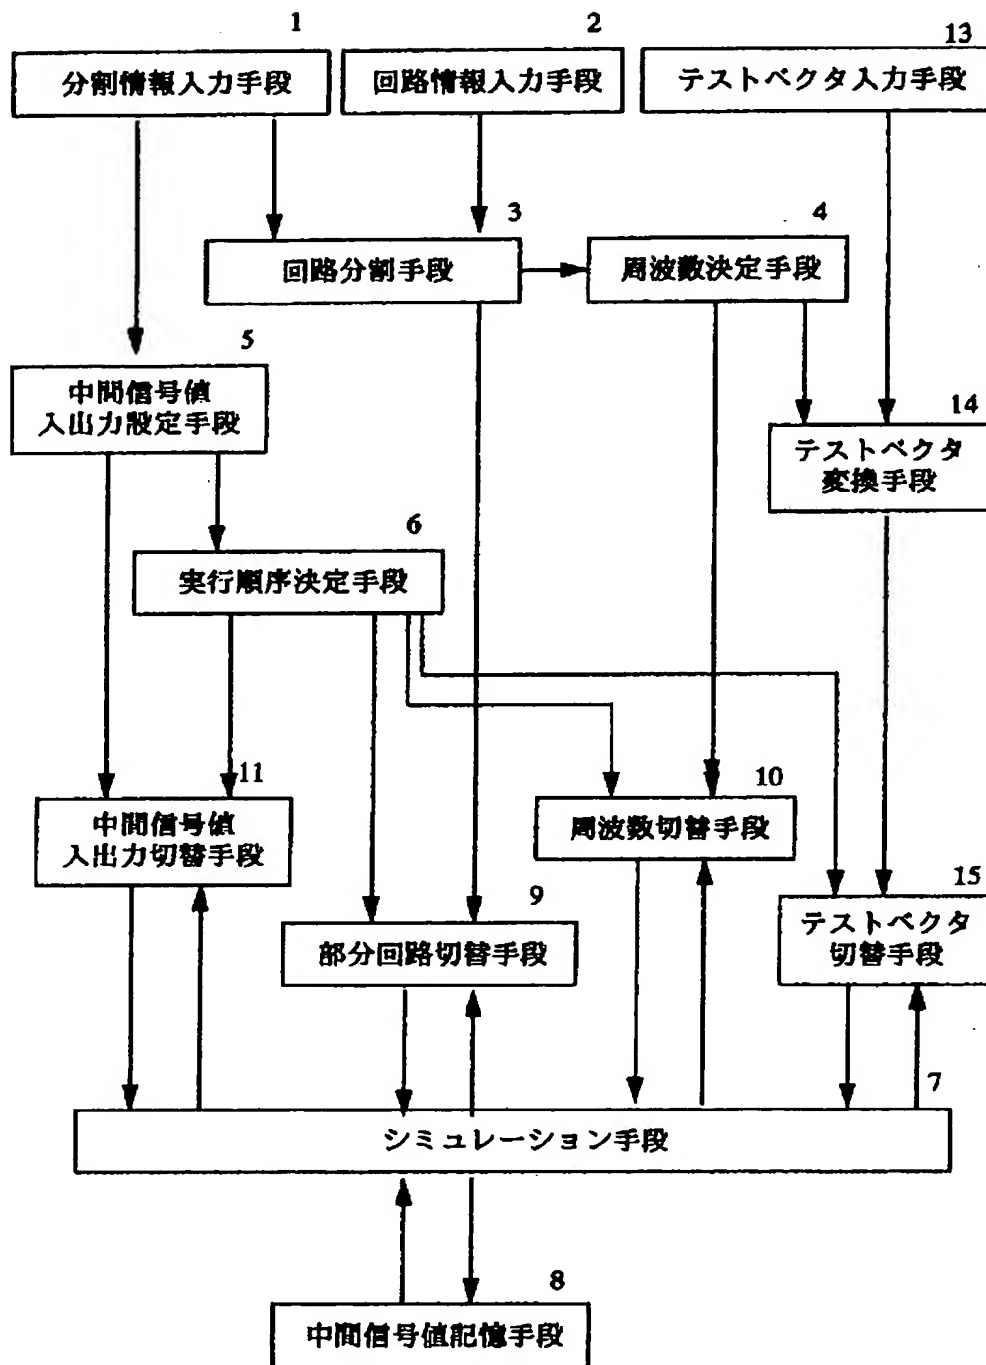 1
分割情報入力手段
2
回路情報入力手段
13
テストベクタ入力手段
3
回路分割手段
4
周波数決定手段
5
中間信号値
入出力設定手段
14
テストベクタ
変換手段
6
実行順序決定手段
11
中間信号値
入出力切替手段
10
周波数切替手段
9
部分回路切替手段
15
テストベクタ
切替手段
7
シミュレーション手段
8
中間信号値記憶手段